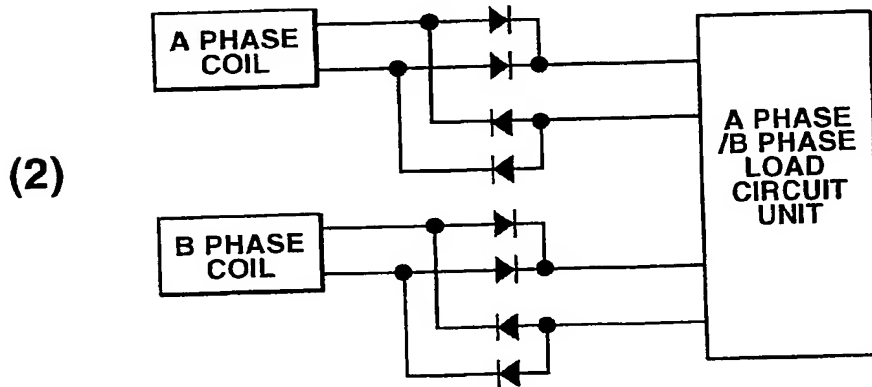 (2)
A PHASE
COIL
B PHASE
COIL
A PHASE
/B PHASE
LOAD
CIRCUIT
UNIT